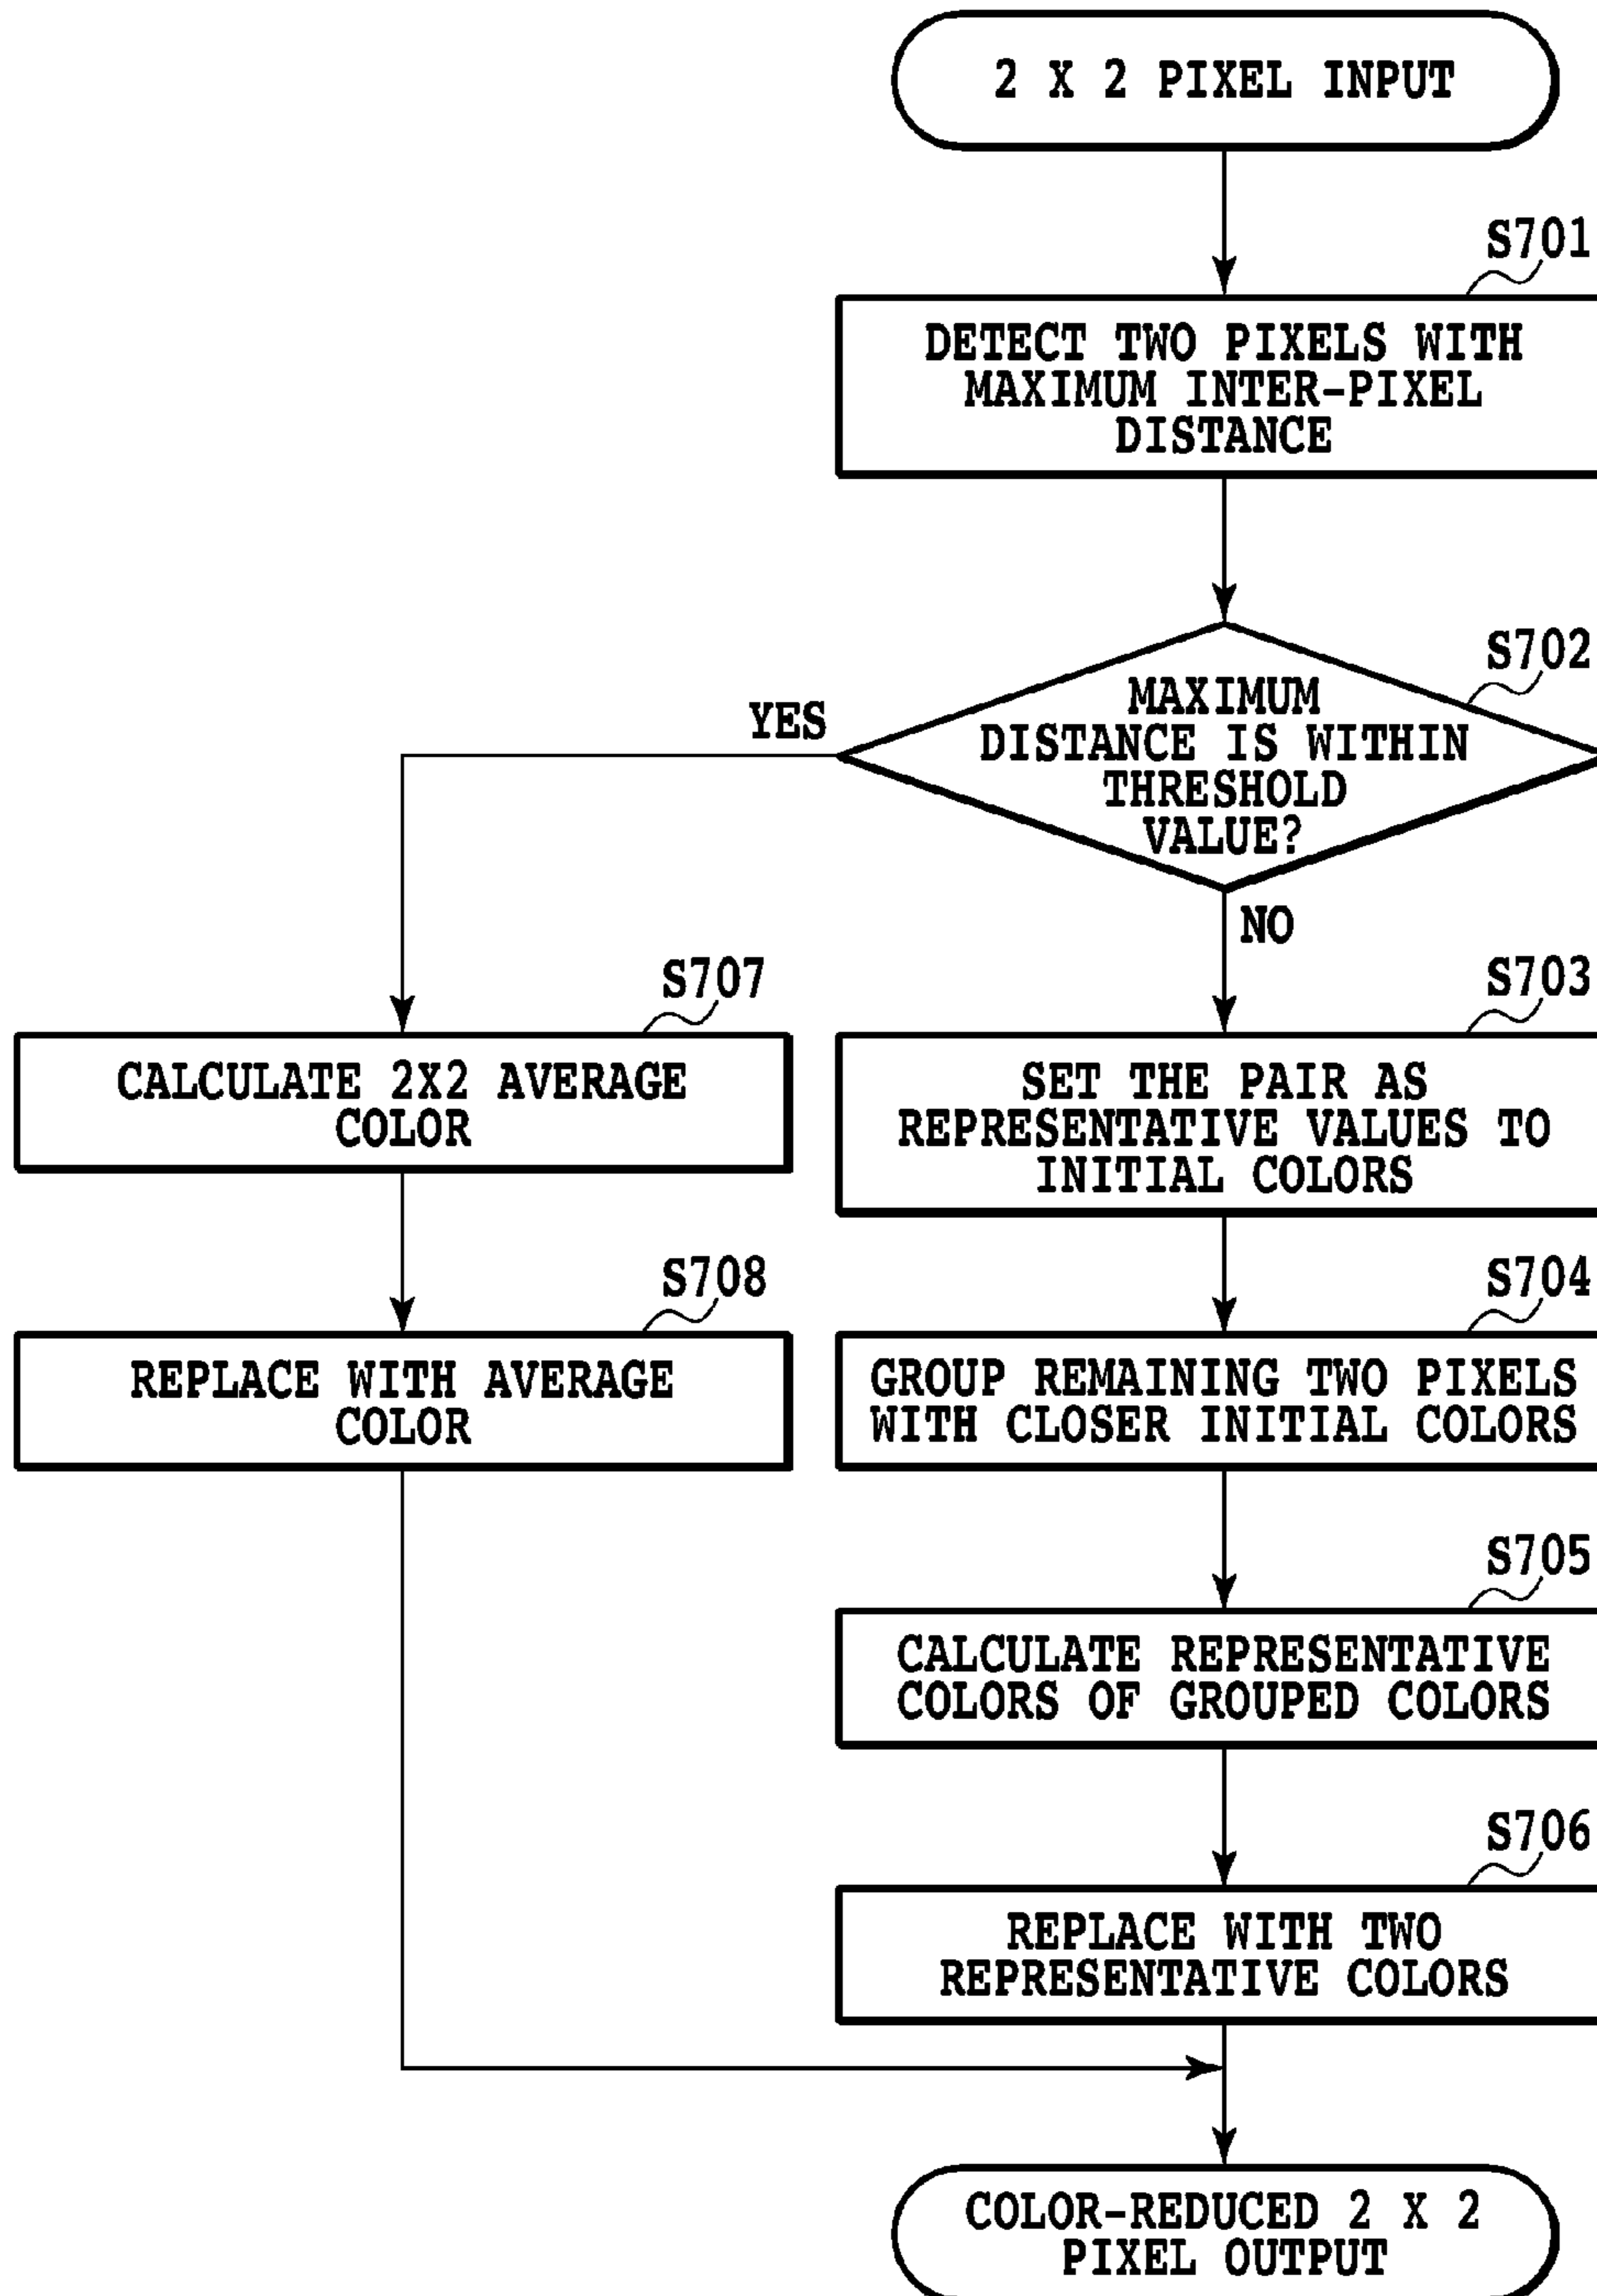 2 X 2 PIXEL INPUT
S701
DETECT TWO PIXELS WITH
MAXIMUM INTER-PIXEL
DISTANCE
S702
MAXIMUM
DISTANCE IS WITHIN
THRESHOLD
VALUE?
YES
NO
S707
CALCULATE 2X2 AVERAGE
COLOR
S703
SET THE PAIR AS
REPRESENTATIVE VALUES TO
INITIAL COLORS
S708
REPLACE WITH AVERAGE
COLOR
S704
GROUP REMAINING TWO PIXELS
WITH CLOSER INITIAL COLORS
S705
CALCULATE REPRESENTATIVE
COLORS OF GROUPED COLORS
S706
REPLACE WITH TWO
REPRESENTATIVE COLORS
COLOR-REDUCED 2 X 2
PIXEL OUTPUT